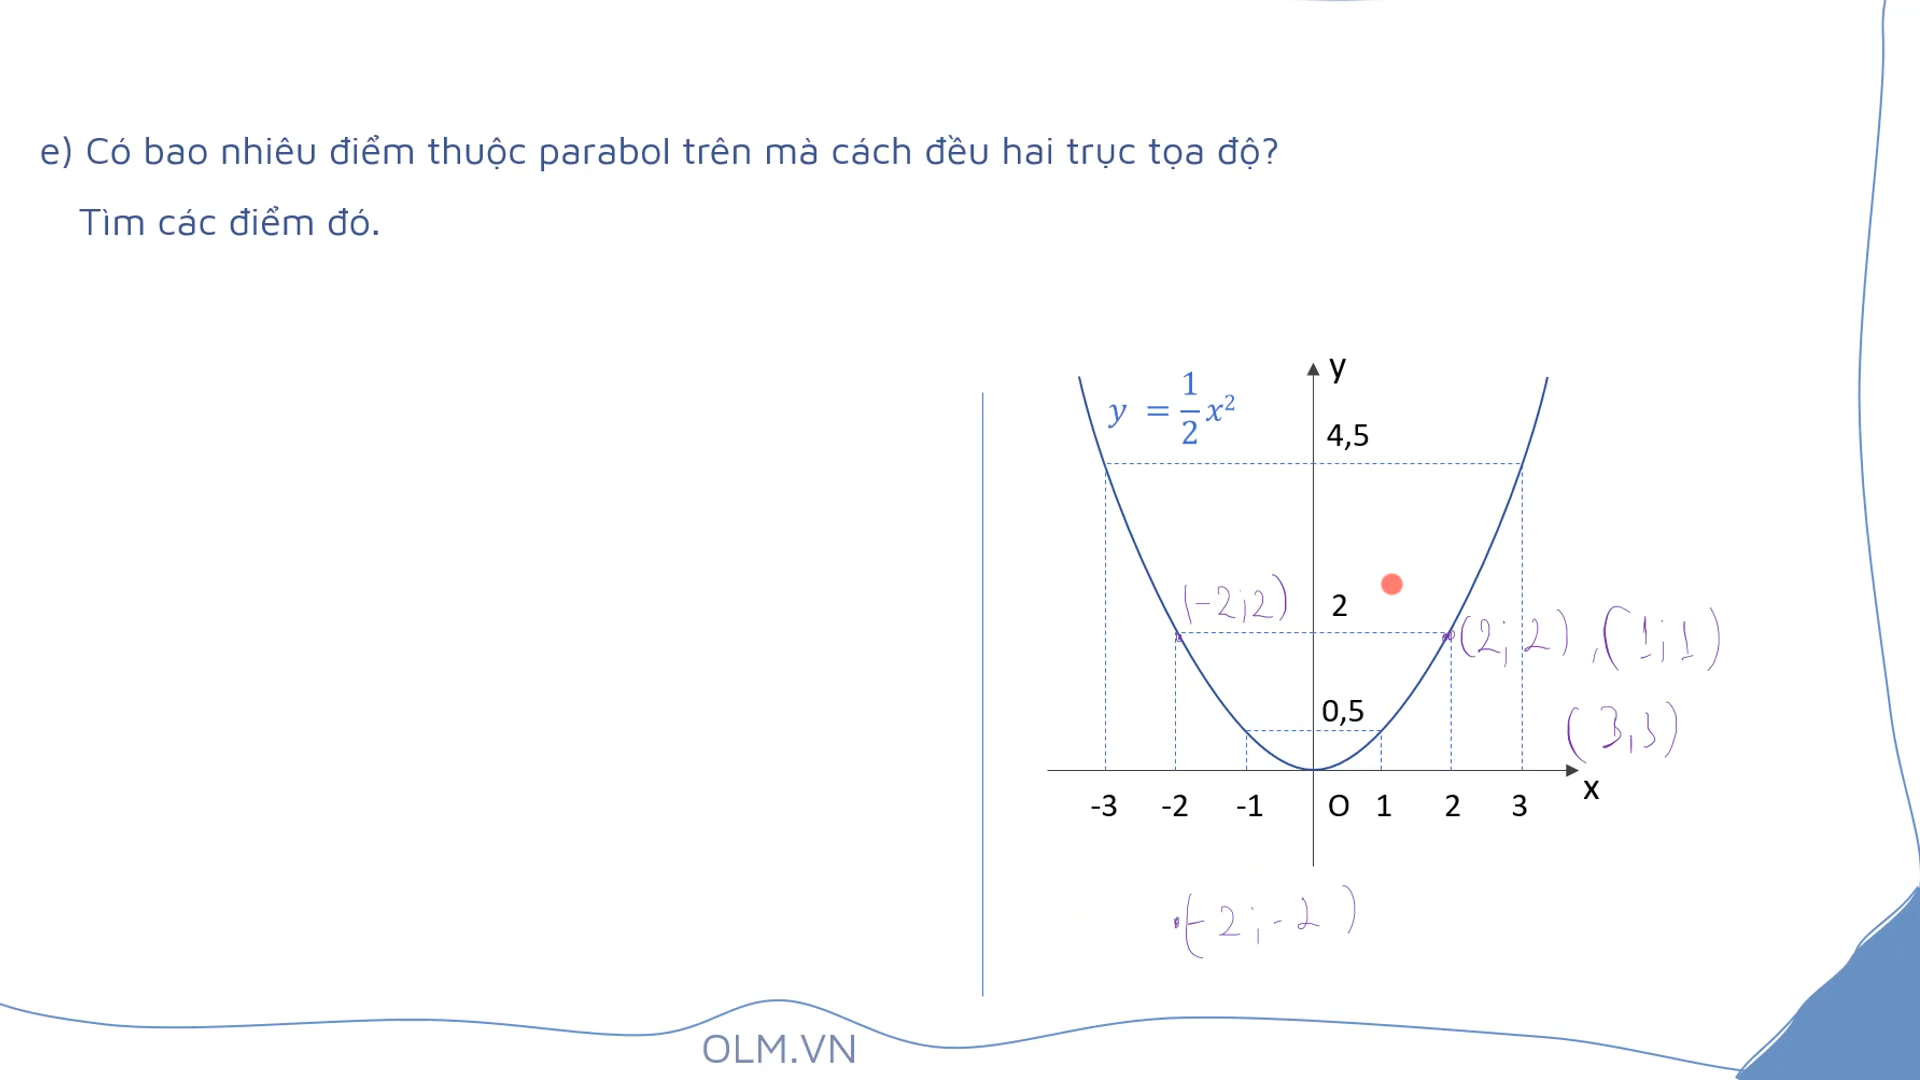 e) Có bao nhiêu điểm thuộc parabol trên mà cách đều hai trục tọa độ?
Tìm các điểm đó.
y
y = 1/2 x²
4,5
(-2;2)
2
(2; 2) , (1; 1)
0,5
(3,3)
x
-3 -2 -1 O 1 2 3
(-2; -2)
OLM.VN